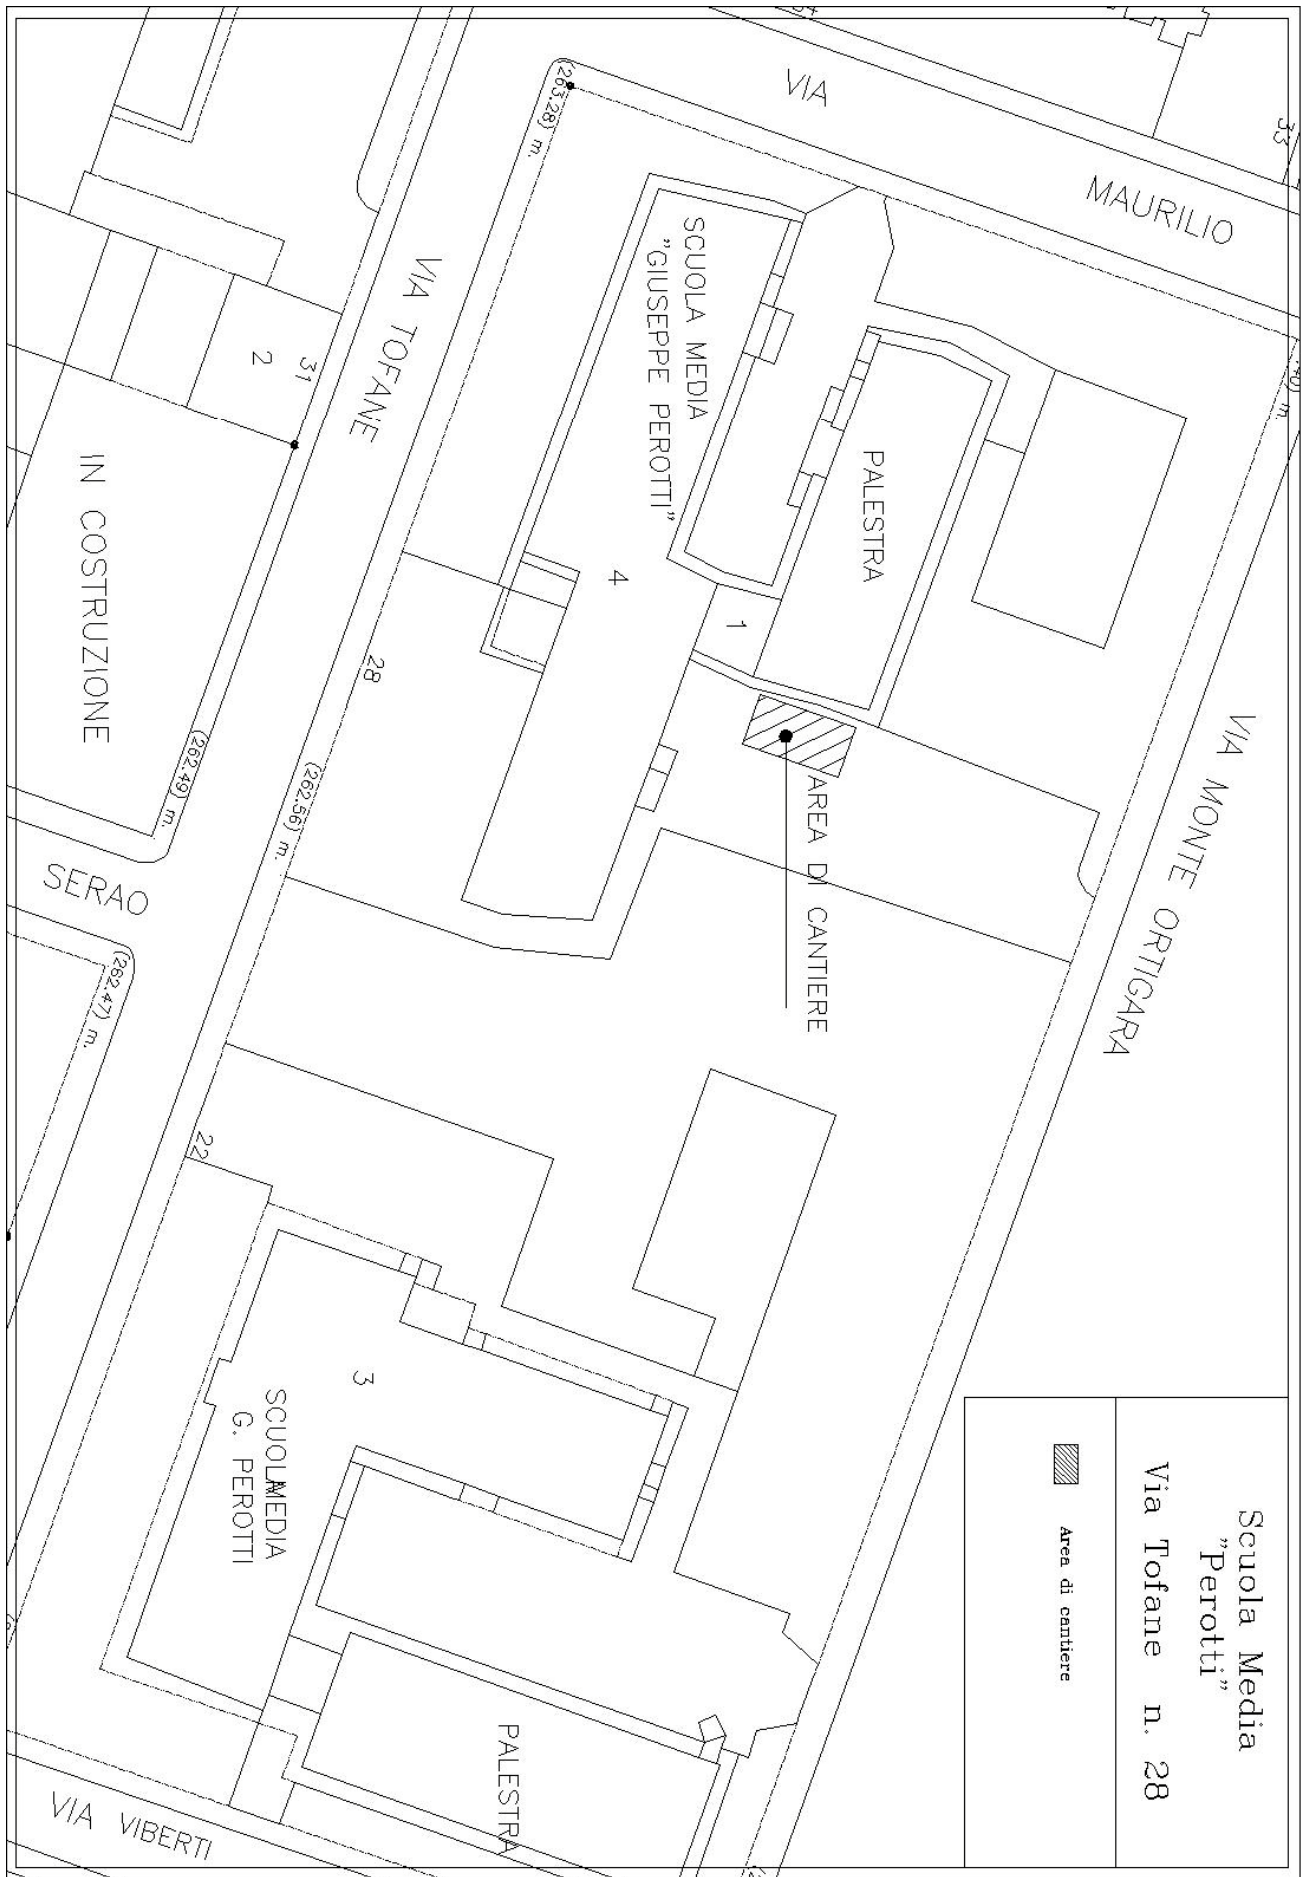 Scuola Media
"Perotti"
Via Tofane n. 28
Area di cantiere
VIA
MAURILIO
33
(263.28) m.
SCUOLA MEDIA
"GIUSEPPE PEROTTI"
PALESTRA
4
1
VIA TOFANE
31
2
IN COSTRUZIONE
28
(262.49) m.
(262.56) m.
AREA DI CANTIERE
VIA MONTE ORTIGARA
SERAO
(262.47) m.
22
3
SCUOLAMEDIA
G. PEROTTI
PALESTRA
VIA VIBERTI